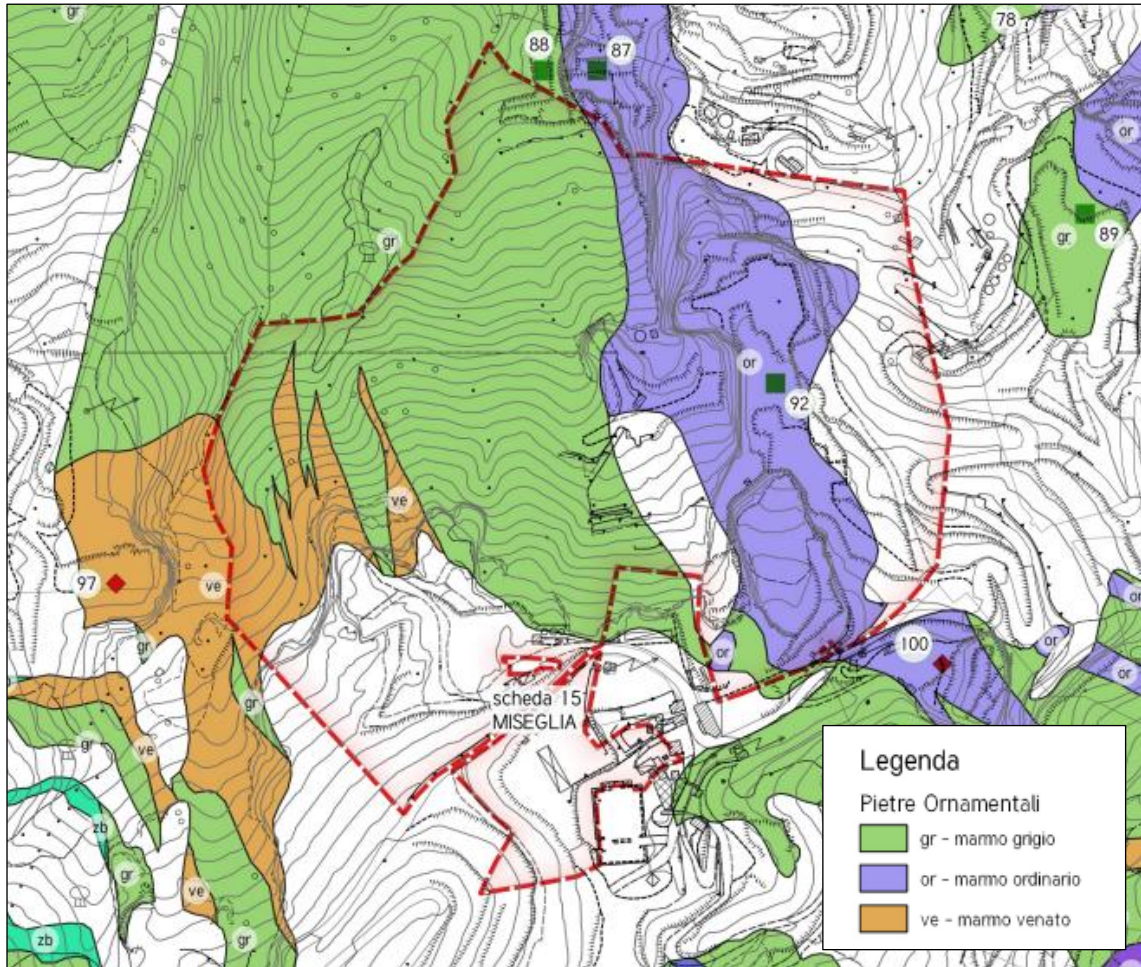 gr
88
87
78
or
gr
gr
89
or
92
ve
97
ve
gr
or
100
or
or
or
scheda 15
MISEGLIA
gr
gr
ve
zb
gr
ve
gr
zb
Legenda
Pietre Ornamentali
gr - marmo grigio
or - marmo ordinario
ve - marmo venato